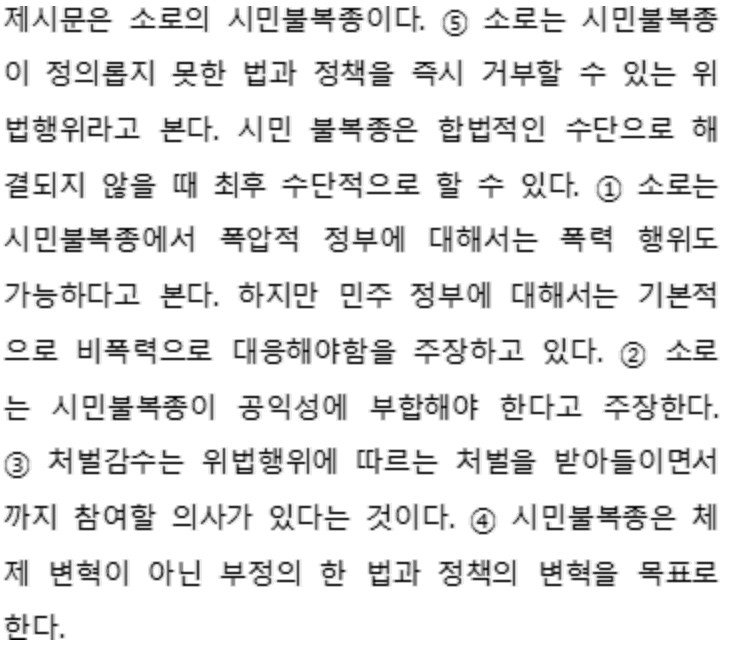 제시문은 소로의 시민불복종이다. ⑤ 소로는 시민불복종
이 정의롭지 못한 법과 정책을 즉시 거부할 수 있는 위
법행위라고 본다. 시민 불복종은 합법적인 수단으로 해
결되지 않을 때 최후 수단적으로 할 수 있다. ① 소로는
시민불복종에서 폭압적 정부에 대해서는 폭력 행위도
가능하다고 본다. 하지만 민주 정부에 대해서는 기본적
으로 비폭력으로 대응해야함을 주장하고 있다. ② 소로
는 시민불복종이 공익성에 부합해야 한다고 주장한다.
③ 처벌감수는 위법행위에 따르는 처벌을 받아들이면서
까지 참여할 의사가 있다는 것이다. ④ 시민불복종은 체
제 변혁이 아닌 부정의 한 법과 정책의 변혁을 목표로
한다.